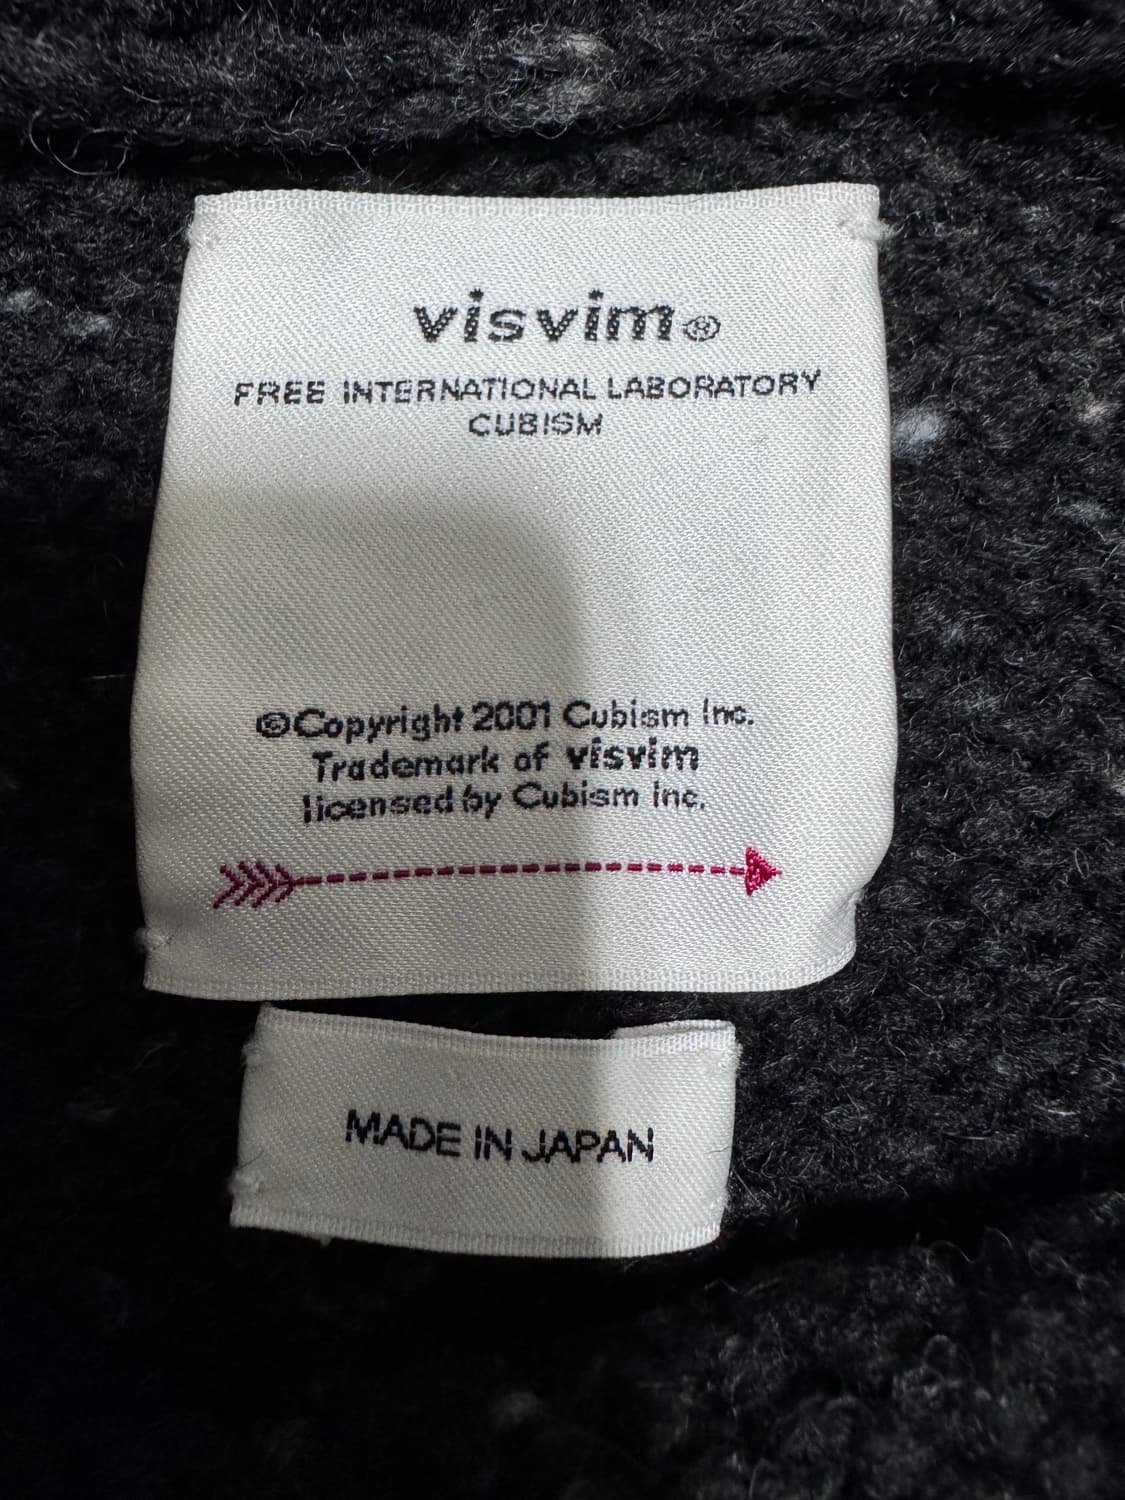 visvim®
FREE INTERNATIONAL LABORATORY
CUBISM
©Copyright 2001 Cubism Inc.
Trademark of visvim
licensed by Cubism Inc.
MADE IN JAPAN